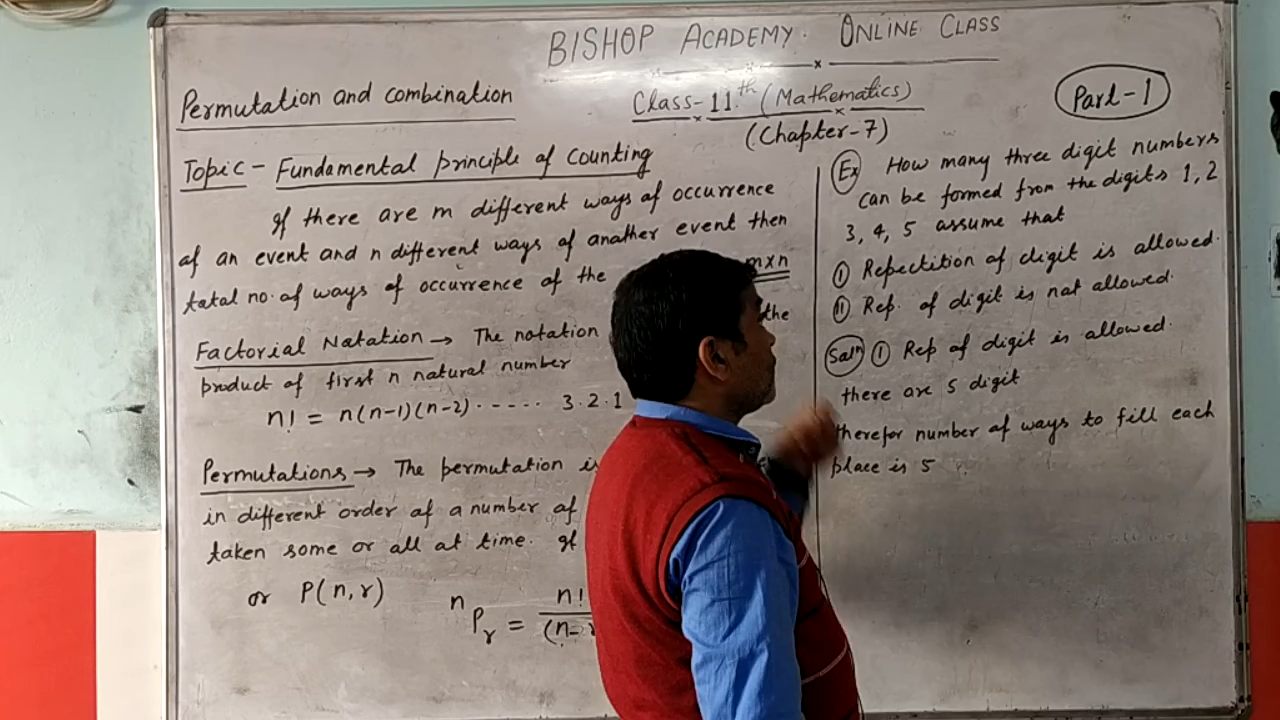 BISHOP ACADEMY. ONLINE CLASS
Permutation and combination
Class-11th (Mathematics)
(Chapter-7)
Part-1
Topic - Fundamental principle of counting
If there are m different ways of occurrence
of an event and n different ways of another event then
total no. of ways of occurrence of the m×n
Factorial Notation → The notation the
product of first n natural number
n! = n(n-1)(n-2) ..... 3.2.1
Permutations → The permutation is
in different order of a number of
taken some or all at time. If
or P(n,r) nPr = n!
(n-r
Ex How many three digit numbers
can be formed from the digits 1, 2
3, 4, 5 assume that
(I) Repectition of digit is allowed.
(II) Rep. of digit is not allowed.
Soln (I) Rep of digit is allowed.
there are 5 digit
therefor number of ways to fill each
place is 5